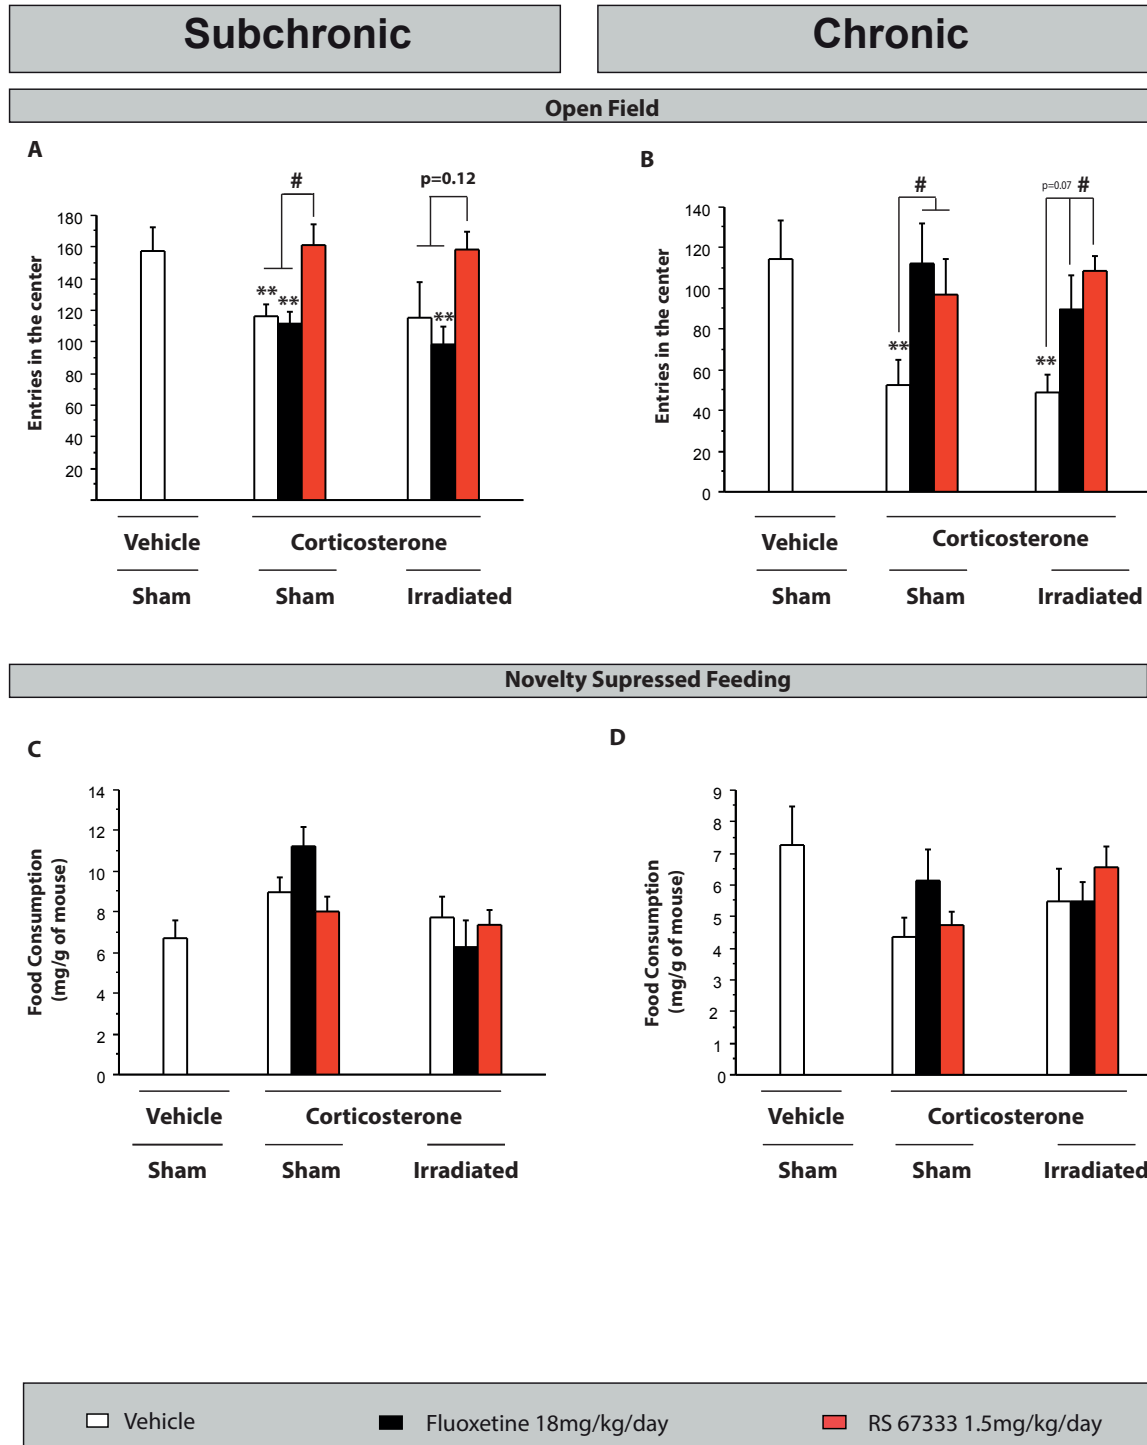 Subchronic
Chronic
Open Field
A
#
p=0.12
Entries in the center
180
160
140
120
100
80
60
40
20
**
**
**
Vehicle
Corticosterone
Sham
Sham
Irradiated
B
#
p=0.07 #
Entries in the center
140
120
100
80
60
40
20
0
**
**
Vehicle
Corticosterone
Sham
Sham
Irradiated
Novelty Supressed Feeding
C
Food Consumption
(mg/g of mouse)
14
12
10
8
6
4
2
0
Vehicle
Corticosterone
Sham
Sham
Irradiated
D
Food Consumption
(mg/g of mouse)
9
8
7
6
5
4
3
2
1
0
Vehicle
Corticosterone
Sham
Sham
Irradiated
Vehicle
Fluoxetine 18mg/kg/day
RS 67333 1.5mg/kg/day